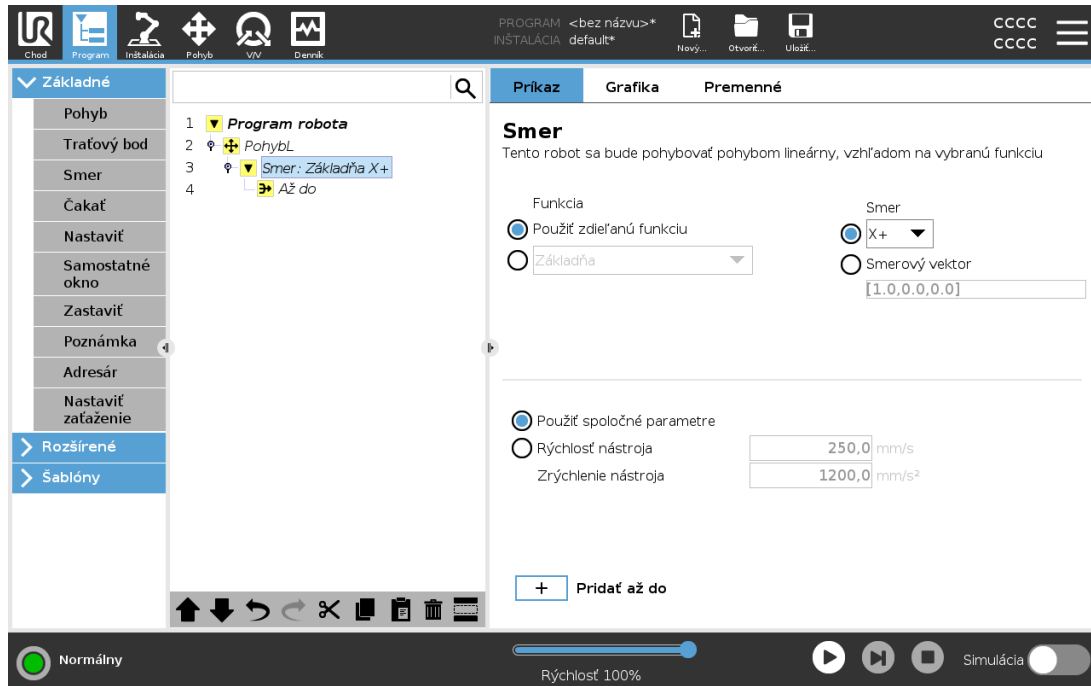 PROGRAM <bez názvu>*
INŠTALÁCIA default*
Chod
Program
Inštalácia
Pohyb
V/V
Denník
Nový...
Otvoriť...
Uložiť...
CCCC
CCCC
Základné
Pohyb
Traťový bod
Smer
Čakať
Nastaviť
Samostatné
okno
Zastaviť
Poznámka
Adresár
Nastaviť
zaťaženie
Rozšírené
Šablóny
1 Program robota
2 PohybL
3 Smer: Základňa X+
4 Až do
Príkaz Grafika Premenné
Smer
Tento robot sa bude pohybovať pohybom lineárny, vzhľadom na vybranú funkciu
Funkcia
Použiť zdieľanú funkciu
Základňa
Smer
X+
Smerový vektor
[1.0,0.0,0.0]
Použiť spoločné parametre
Rýchlosť nástroja 250,0 mm/s
Zrýchlenie nástroja 1200,0 mm/s²
+ Pridať až do
Normálny
Rýchlosť 100%
Simulácia